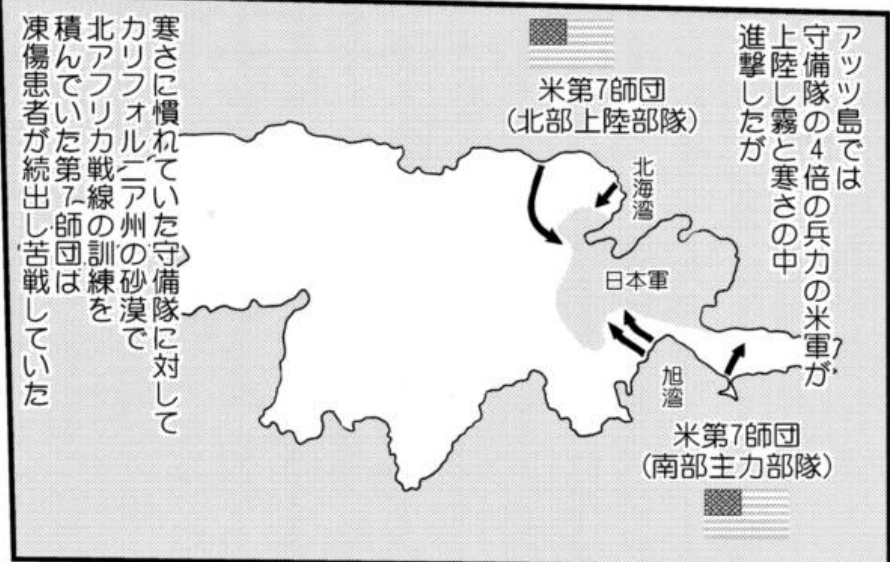 アッツ島では
守備隊の4倍の兵力の米軍が
上陸し霧と寒さの中
進撃したが
米第7師団
(北部上陸部隊)
北海湾
日本軍
旭湾
米第7師団
(南部主力部隊)
寒さに慣れていた守備隊に対して
カリフォルニア州の砂漠で
北アフリカ戦線の訓練を
積んでいた第7師団は
凍傷患者が続出し苦戦していた